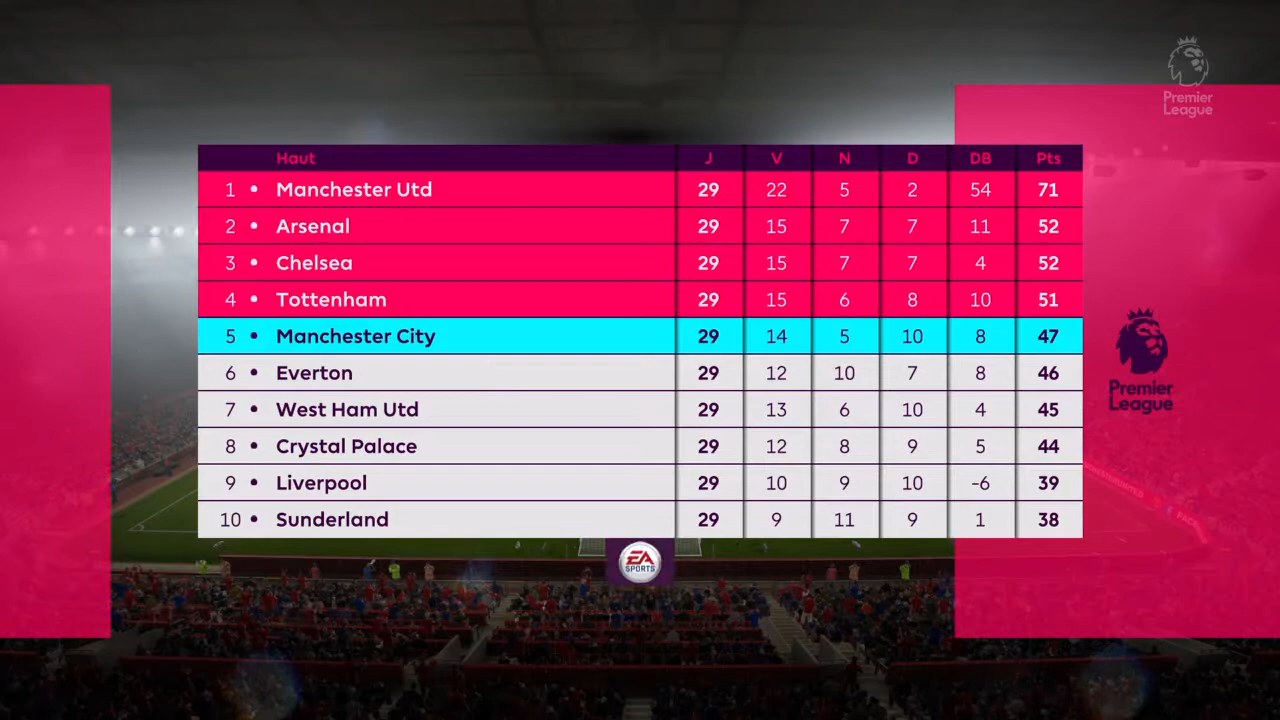 Premier
League
Haut J V N D DB Pts
1 • Manchester Utd 29 22 5 2 54 71
2 • Arsenal 29 15 7 7 11 52
3 • Chelsea 29 15 7 7 4 52
4 • Tottenham 29 15 6 8 10 51
5 • Manchester City 29 14 5 10 8 47
6 • Everton 29 12 10 7 8 46
7 • West Ham Utd 29 13 6 10 4 45
8 • Crystal Palace 29 12 8 9 5 44
9 • Liverpool 29 10 9 10 -6 39
10 • Sunderland 29 9 11 9 1 38
Premier
League
EA
SPORTS